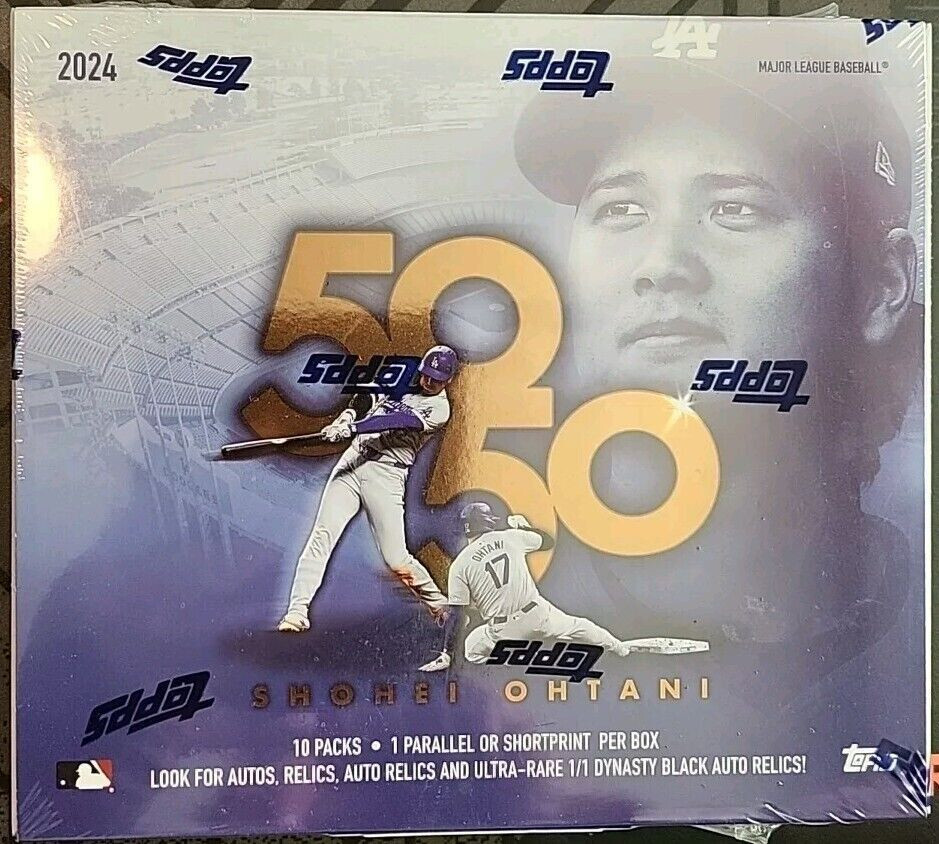 2024
topps
topps
MAJOR LEAGUE BASEBALL®
LA
50
topps
topps
50
OHTANI
17
topps
SHOHEI OHTANI
topps
10 PACKS • 1 PARALLEL OR SHORTPRINT PER BOX
LOOK FOR AUTOS, RELICS, AUTO RELICS AND ULTRA-RARE 1/1 DYNASTY BLACK AUTO RELICS!
topps